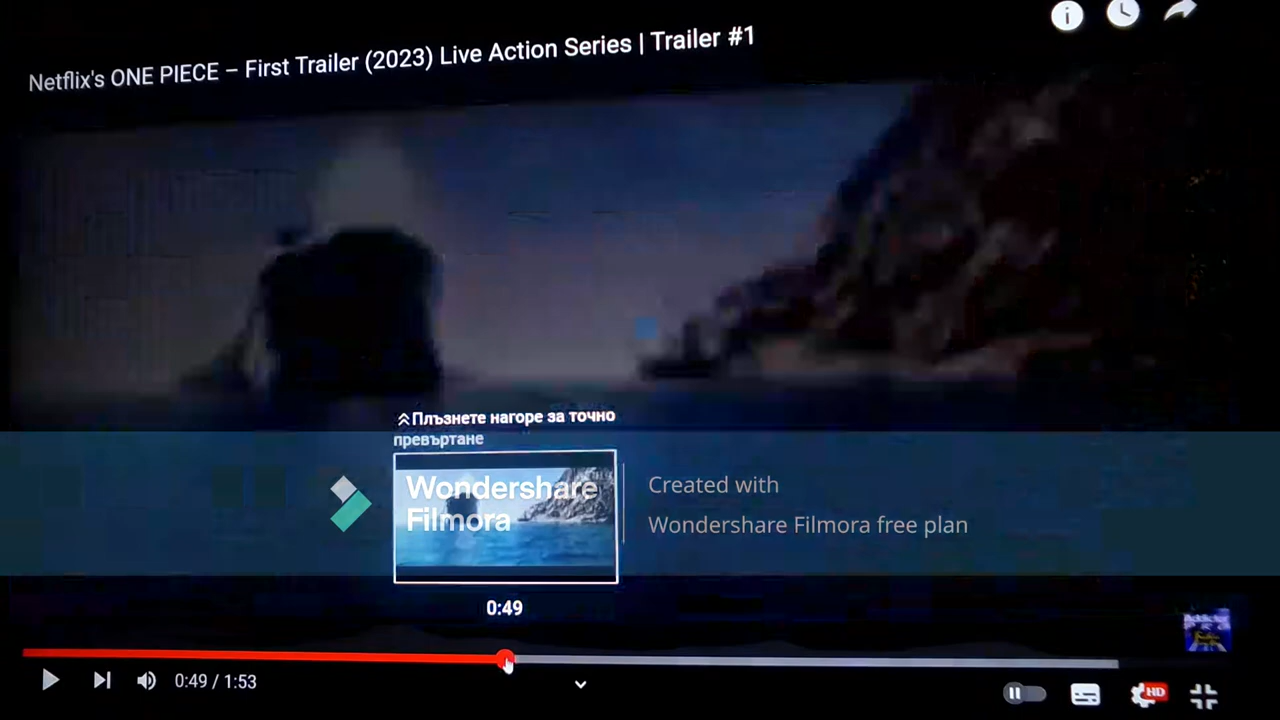 Netflix's ONE PIECE – First Trailer (2023) Live Action Series | Trailer #1
Плъзнете нагоре за точно
превъртане
Wondershare
Filmora
Created with
Wondershare Filmora free plan
0:49
0:49 / 1:53
HD